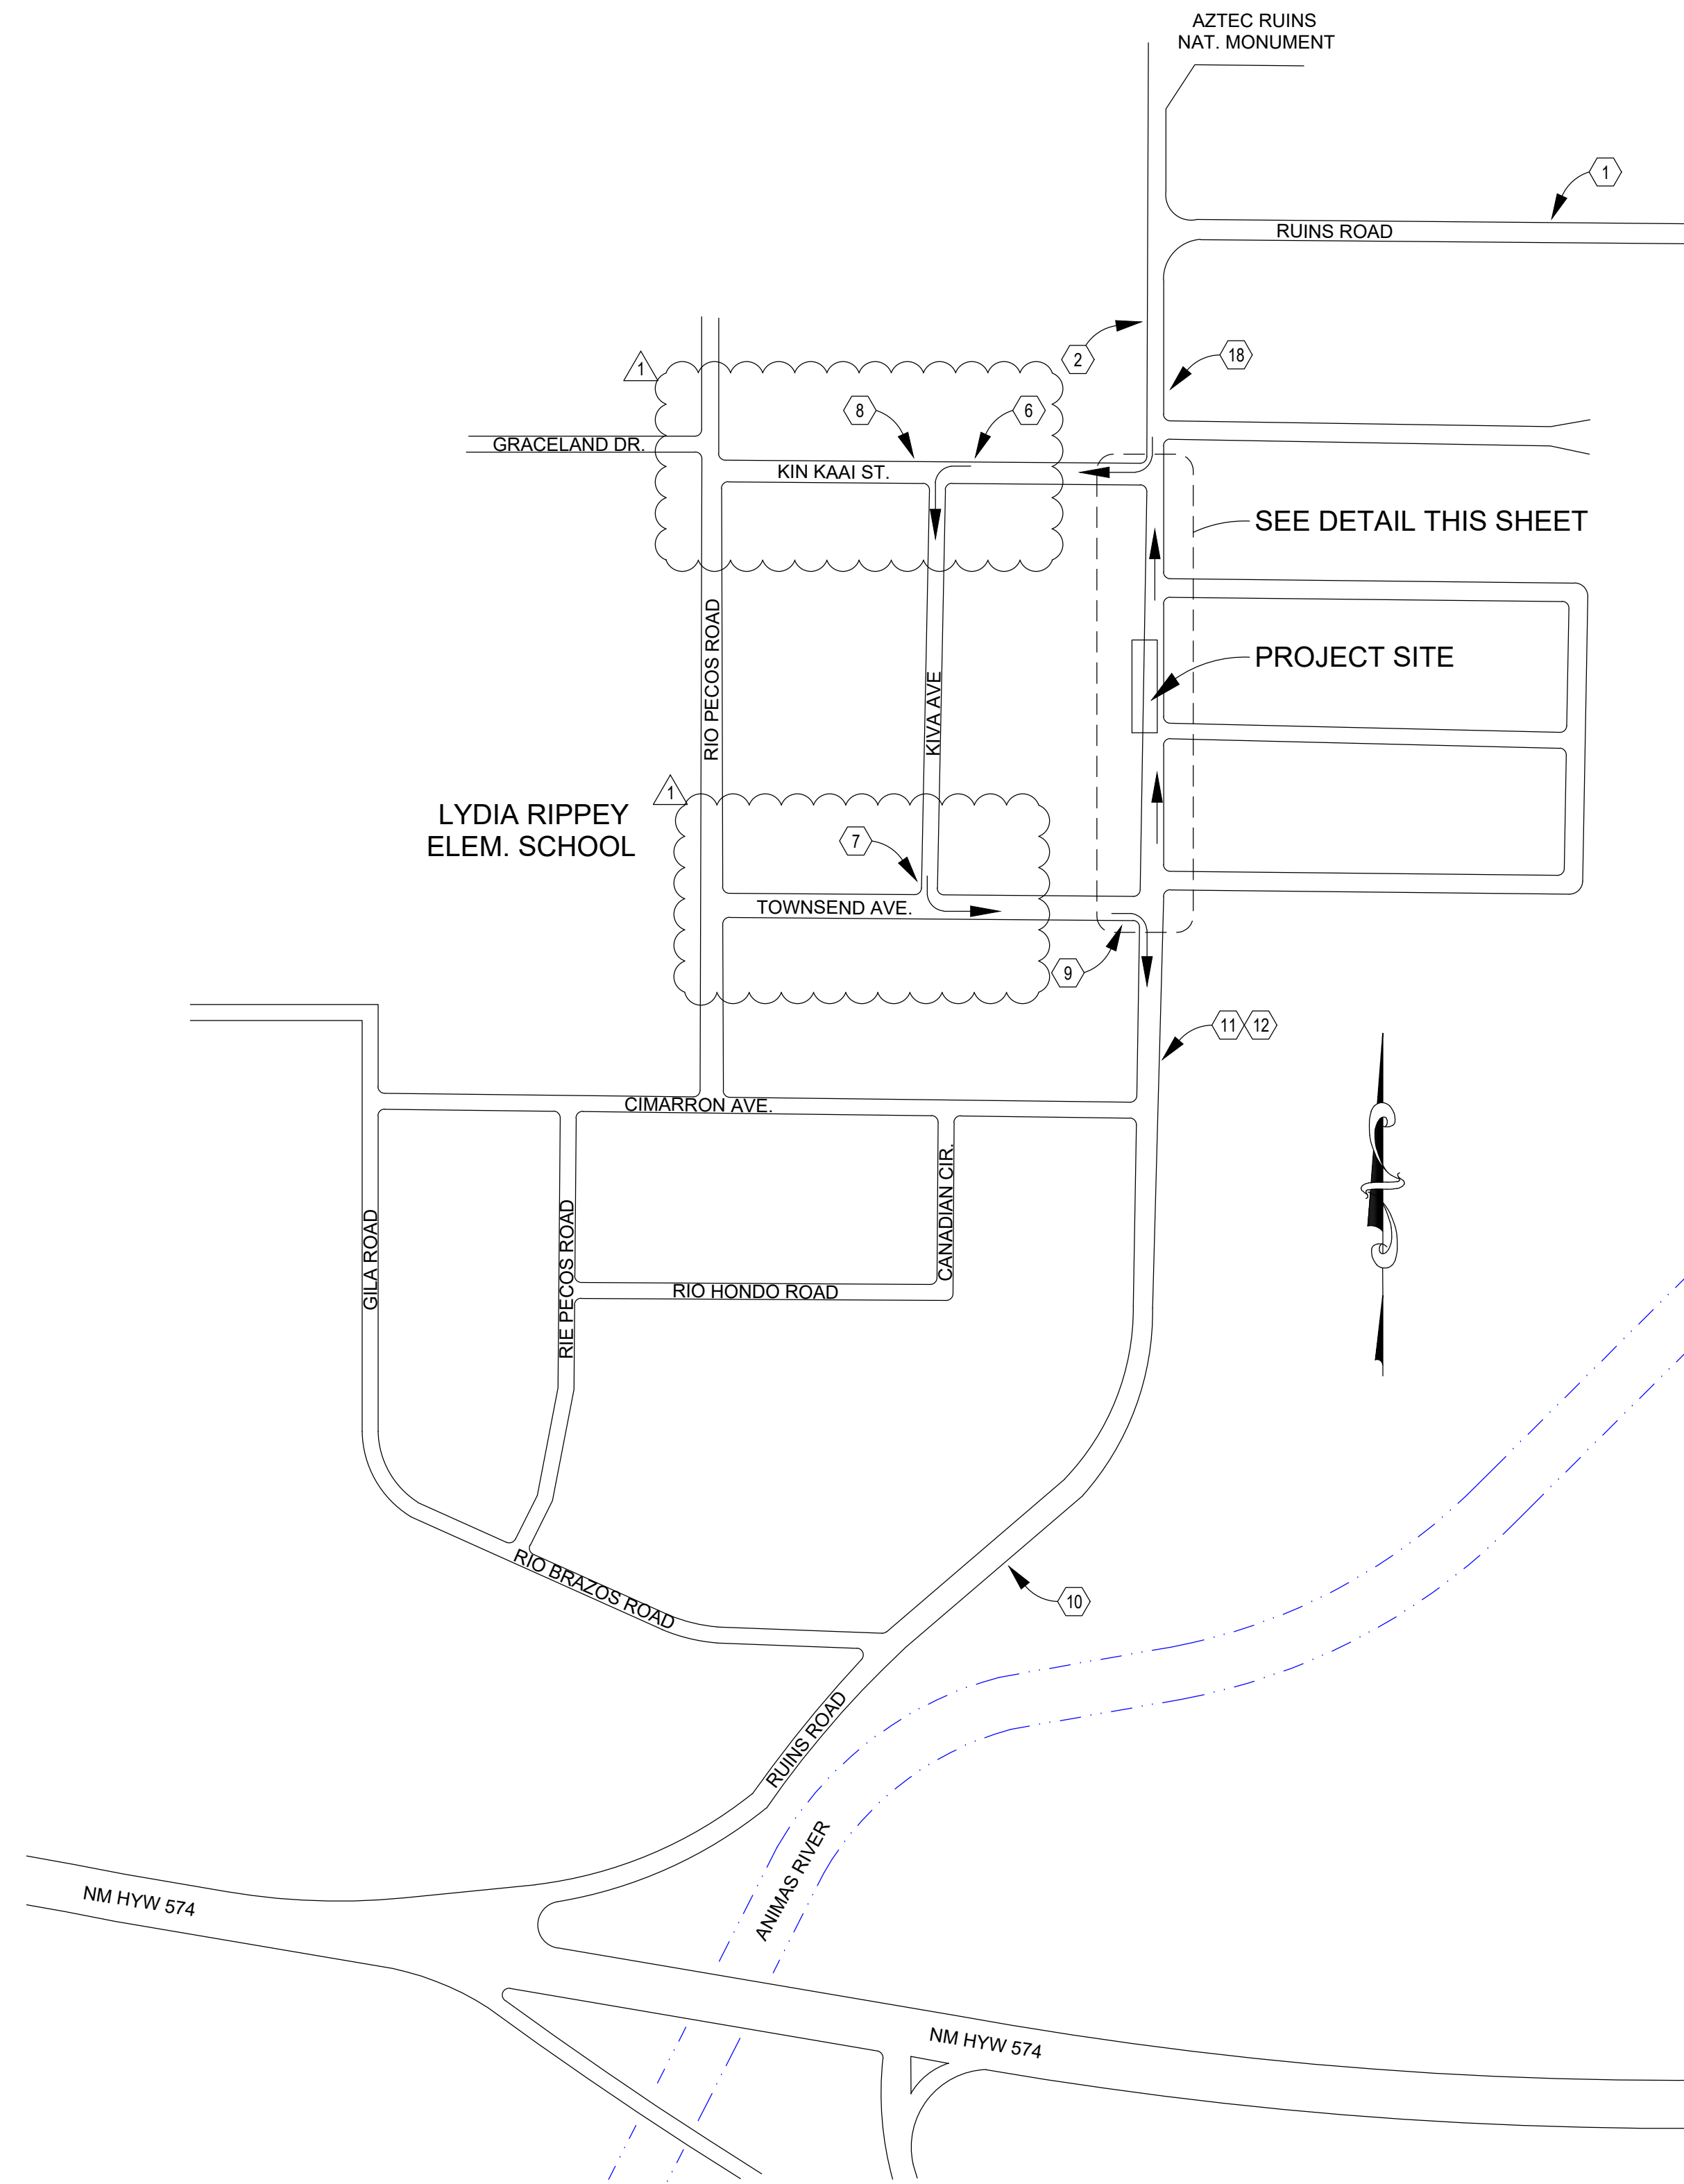 AZTEC RUINS
NAT. MONUMENT
1
RUINS ROAD
2
18
1
8
6
GRACELAND DR.
KIN KAAI ST.
SEE DETAIL THIS SHEET
RIO PECOS ROAD
KIVA AVE
PROJECT SITE
1
LYDIA RIPPEY
ELEM. SCHOOL
7
TOWNSEND AVE.
9
11 12
CIMARRON AVE.
GILA ROAD
RIE PECOS ROAD
CANADIAN CIR.
RIO HONDO ROAD
RIO BRAZOS ROAD
10
RUINS ROAD
ANIMAS RIVER
NM HYW 574
NM HYW 574